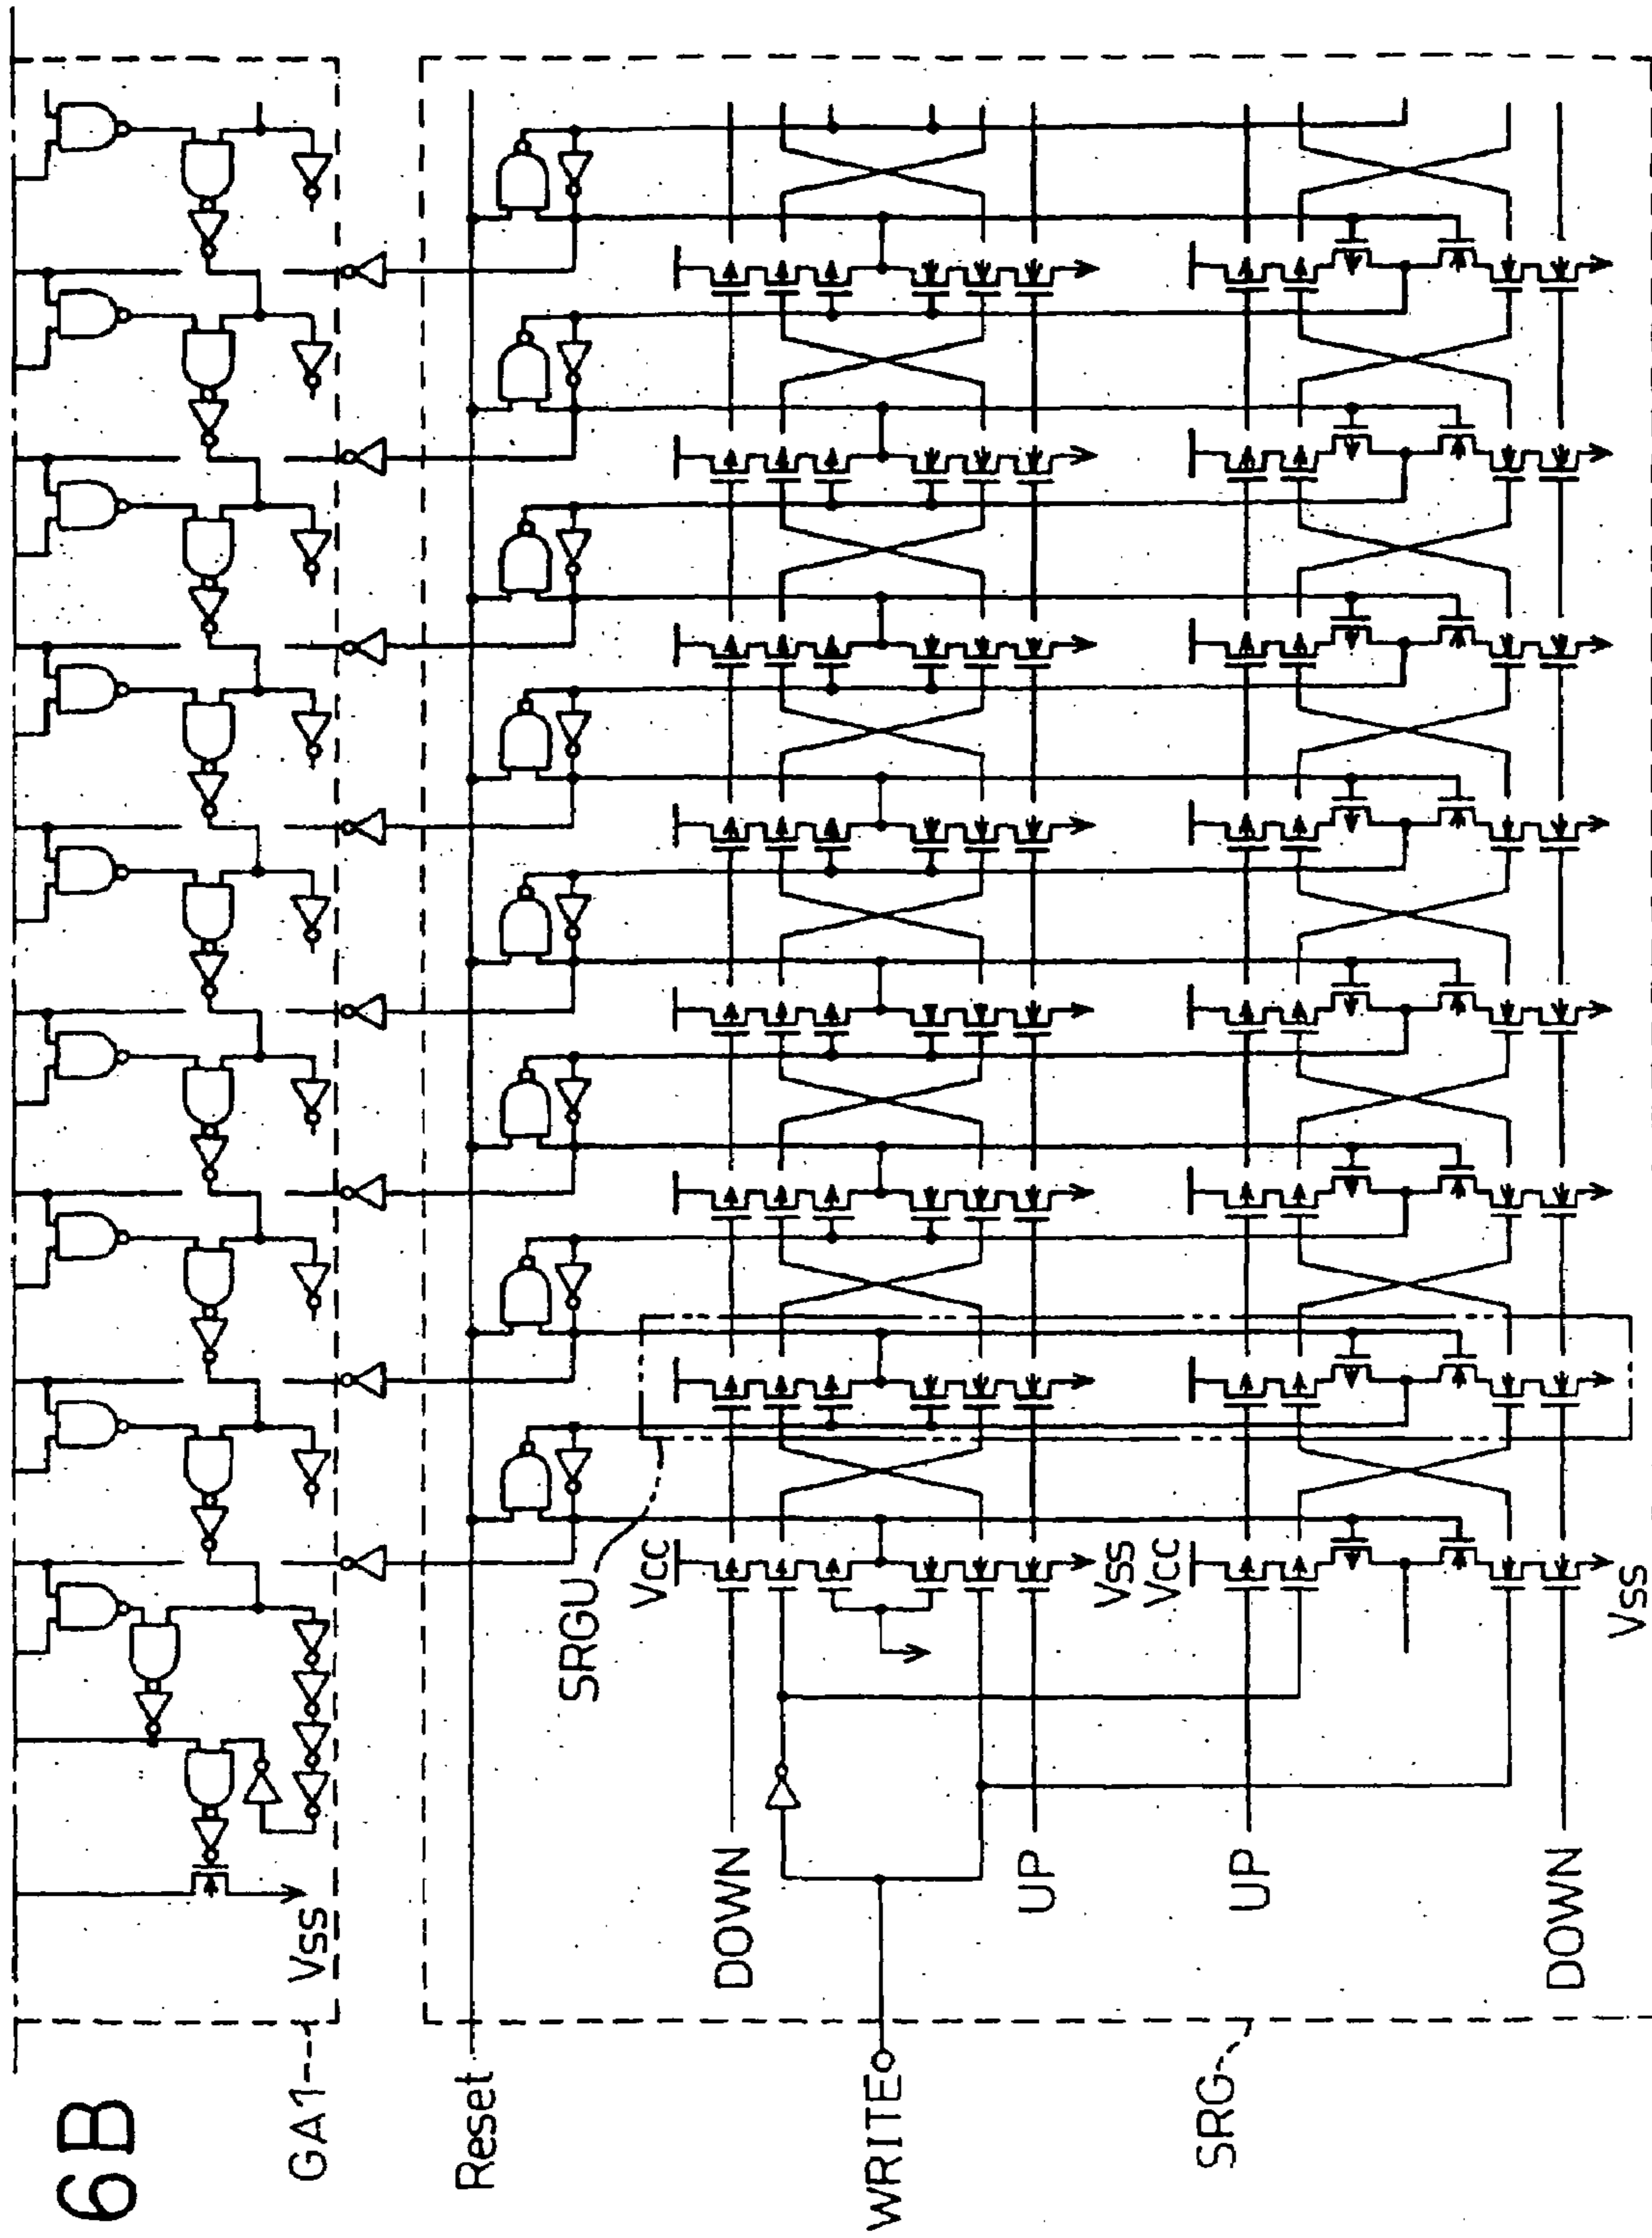 6B
GA1
Vss
Reset
SRGU
Vcc
Vss
Vcc
Vss
DOWN
UP
UP
DOWN
WRITE
SRG